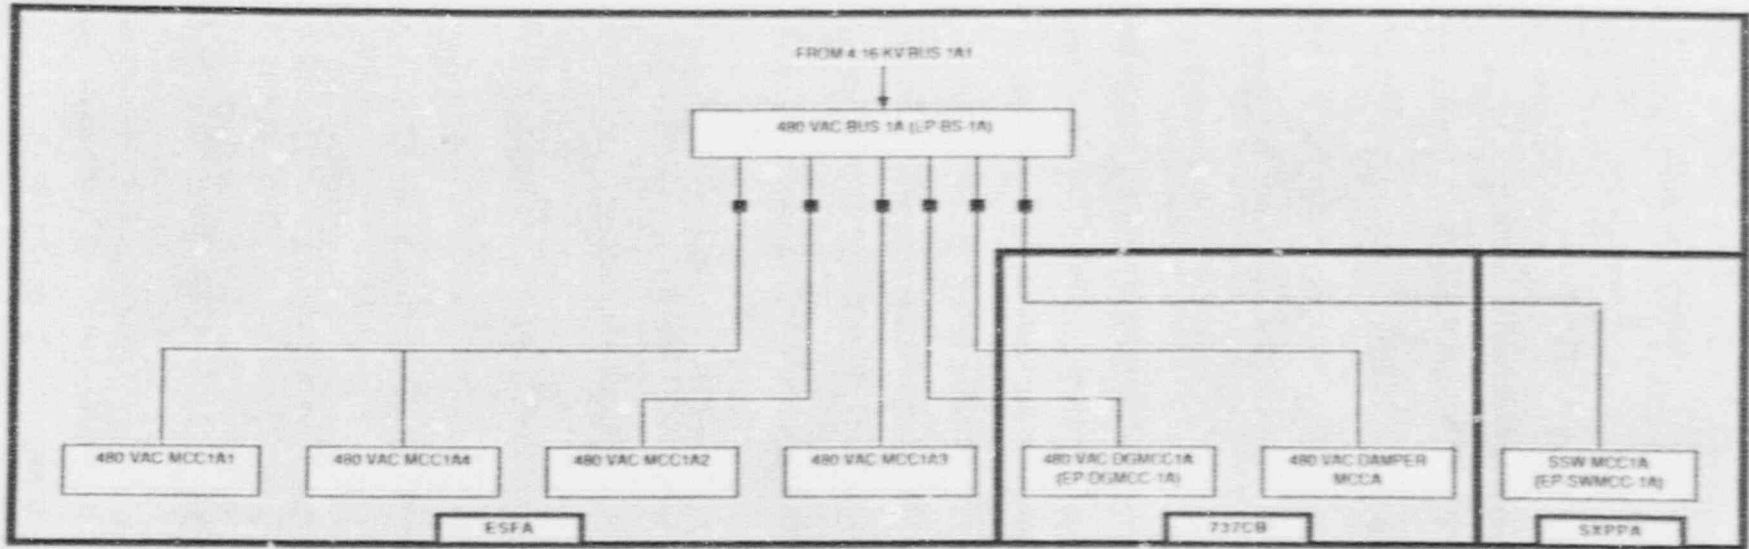 FROM 4.16 KV BUS 1A1
480 VAC BUS 1A (EP-BS-1A)
480 VAC MCC1A1
480 VAC MCC1A4
480 VAC MCC1A2
480 VAC MCC1A3
480 VAC DGMCC1A
(EP-DGMCC-1A)
480 VAC DAMPER
MCCA
SSW MCC1A
(EP-SWMCC-1A)
ESFA
737CB
SXPPA